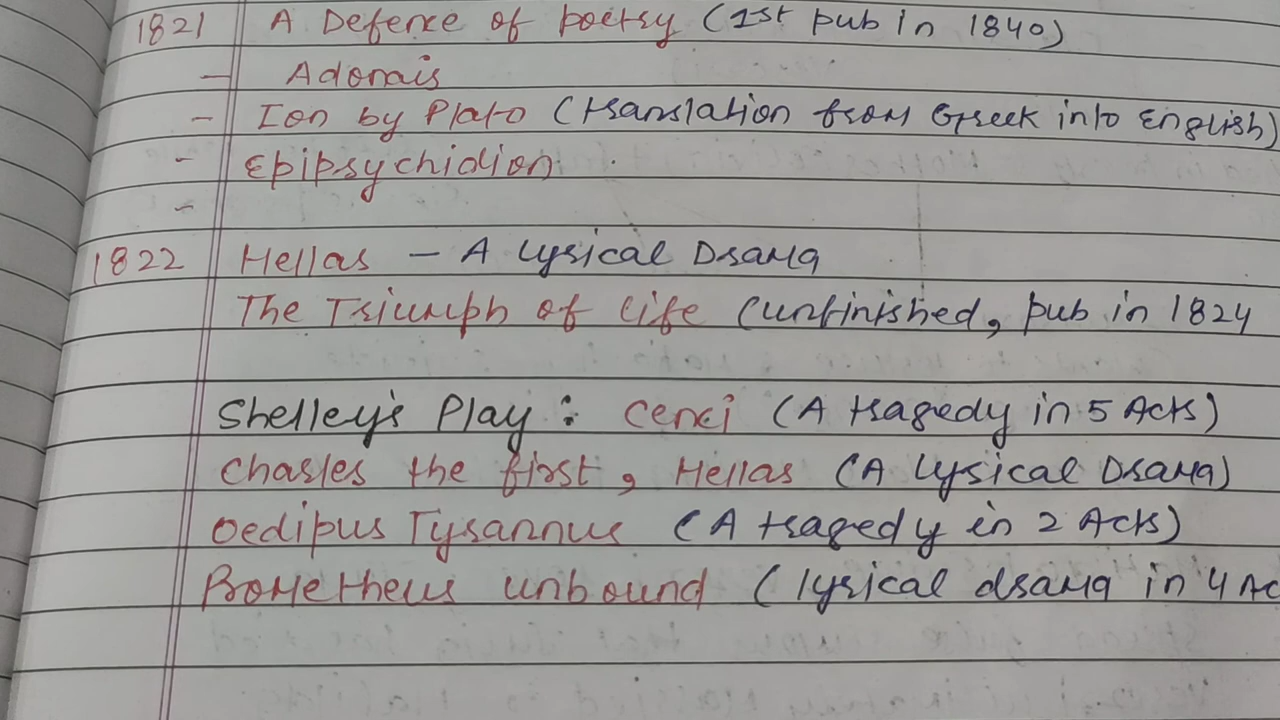 1821 A Defence of Poetry (1st pub in 1840)
- Adonais
- Ion by Plato (translation from Greek into English)
- Epipsychidion
-
1822 Hellas - A Lyrical Drama
The Triumph of Life (unfinished, pub in 1824
Shelley's Play: Cenci (A tragedy in 5 Acts)
Charles the first, Hellas (A Lyrical Drama)
Oedipus Tyrannus (A tragedy in 2 Acts)
Prometheus unbound (lyrical drama in 4 Ac